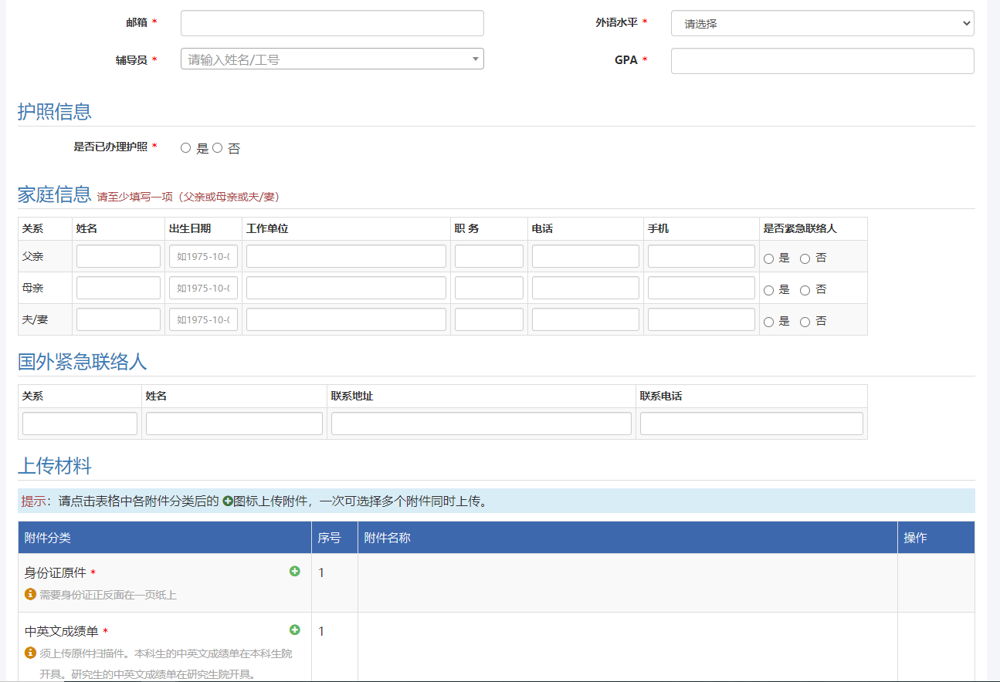 邮箱 * 外语水平 * 请选择
辅导员 * 请输入姓名/工号 GPA *
护照信息
是否已办理护照 * 是 否
家庭信息 请至少填写一项（父亲或母亲或夫/妻）
关系 姓名 出生日期 工作单位 职 务 电话 手机 是否紧急联络人
父亲 如1975-10-0 是 否
母亲 如1975-10-0 是 否
夫/妻 如1975-10-0 是 否
国外紧急联络人
关系 姓名 联系地址 联系电话
上传材料
提示：请点击表格中各附件分类后的 图标上传附件，一次可选择多个附件同时上传。
附件分类 序号 附件名称 操作
身份证原件 * 1
需要身份证正反面在一页纸上
中英文成绩单 * 1
须上传原件扫描件。本科生的中英文成绩单在本科生院
开具。研究生的中英文成绩单在研究生院开具。